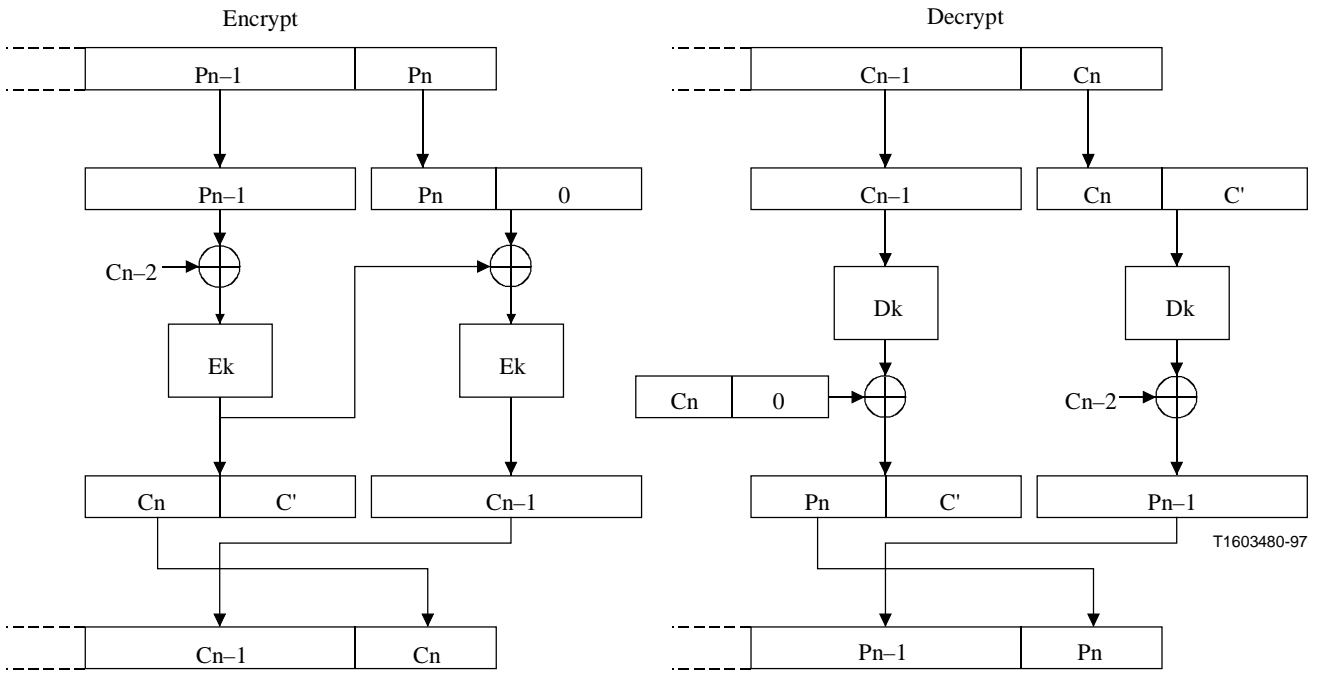 Encrypt
Decrypt
Pn–1 Pn
Cn–1 Cn
Pn–1 Pn 0
Cn–1 Cn C'
Cn–2
Ek Ek
Dk Dk
Cn 0
Cn–2
Cn C' Cn–1
Pn C' Pn–1
T1603480-97
Cn–1 Cn
Pn–1 Pn